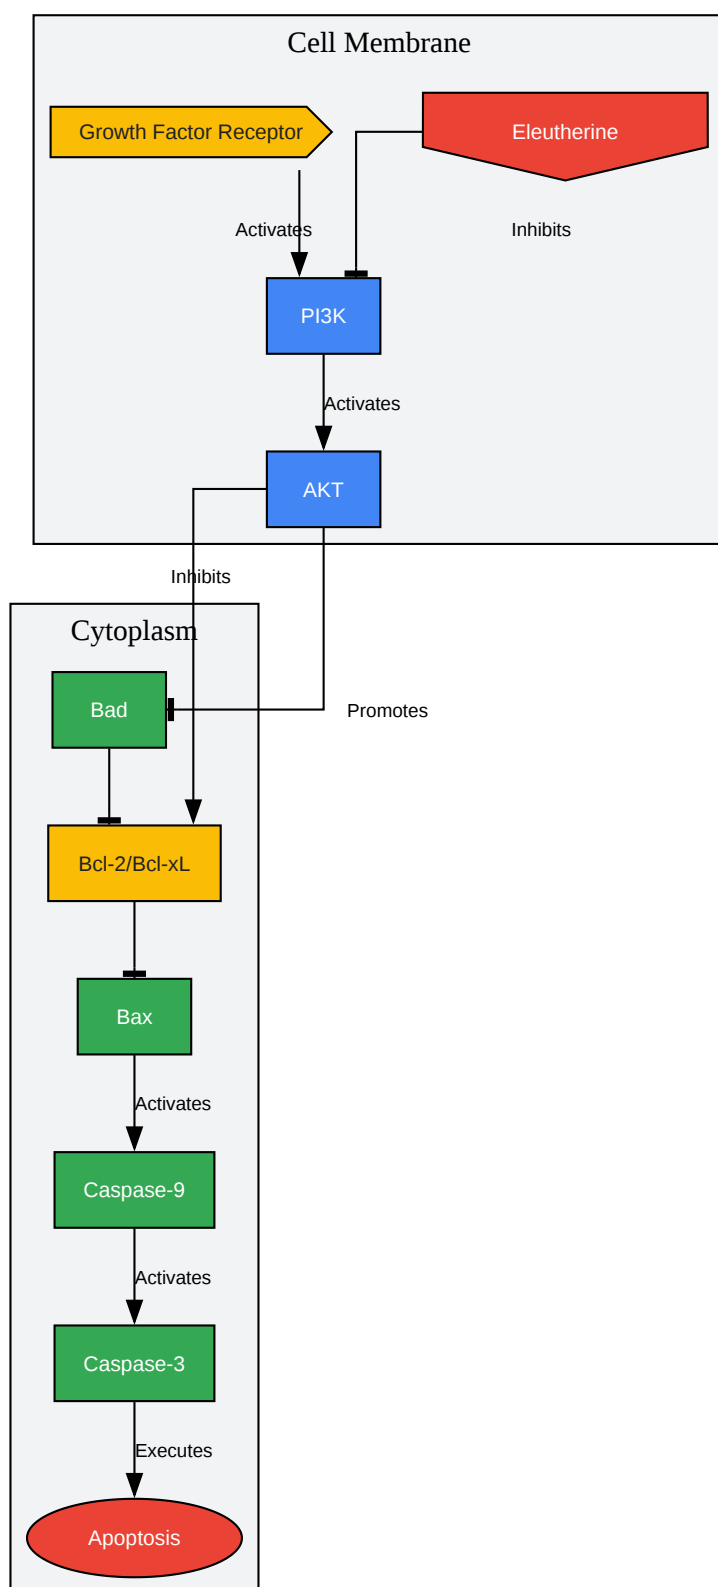 Cell Membrane
Growth Factor Receptor
Eleutherine
Activates
Inhibits
PI3K
Activates
AKT
Inhibits
Cytoplasm
Bad
Promotes
Bcl-2/Bcl-xL
Bax
Activates
Caspase-9
Activates
Caspase-3
Executes
Apoptosis